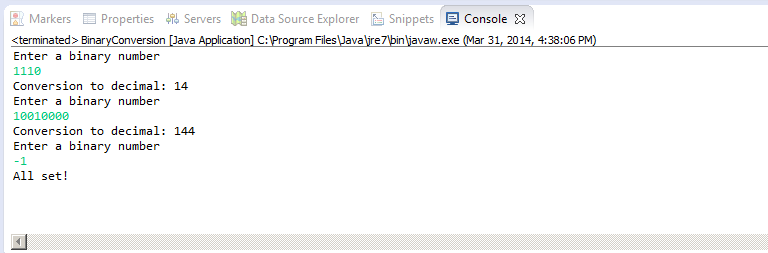 Markers Properties Servers Data Source Explorer Snippets Console
<terminated> BinaryConversion [Java Application] C:\Program Files\Java\jre7\bin\javaw.exe (Mar 31, 2014, 4:38:06 PM)
Enter a binary number
1110
Conversion to decimal: 14
Enter a binary number
10010000
Conversion to decimal: 144
Enter a binary number
-1
All set!